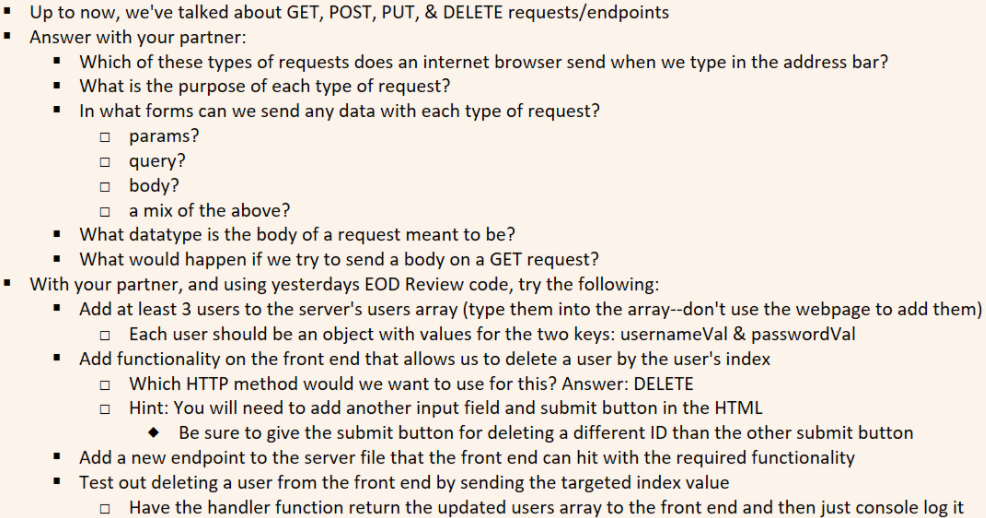 Up to now, we've talked about GET, POST, PUT, & DELETE requests/endpoints
Answer with your partner:
Which of these types of requests does an internet browser send when we type in the address bar?
What is the purpose of each type of request?
In what forms can we send any data with each type of request?
params?
query?
body?
a mix of the above?
What datatype is the body of a request meant to be?
What would happen if we try to send a body on a GET request?
With your partner, and using yesterdays EOD Review code, try the following:
Add at least 3 users to the server's users array (type them into the array--don't use the webpage to add them)
Each user should be an object with values for the two keys: usernameVal & passwordVal
Add functionality on the front end that allows us to delete a user by the user's index
Which HTTP method would we want to use for this? Answer: DELETE
Hint: You will need to add another input field and submit button in the HTML
Be sure to give the submit button for deleting a different ID than the other submit button
Add a new endpoint to the server file that the front end can hit with the required functionality
Test out deleting a user from the front end by sending the targeted index value
Have the handler function return the updated users array to the front end and then just console log it